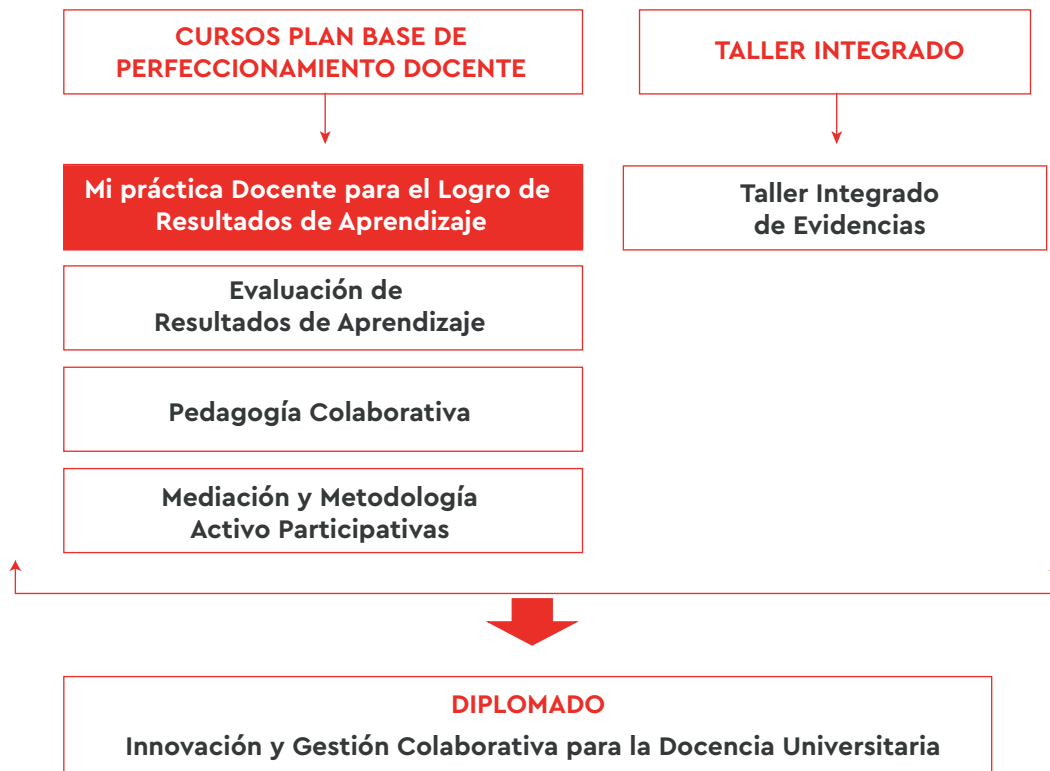 CURSOS PLAN BASE DE
PERFECCIONAMIENTO DOCENTE
Mi práctica Docente para el Logro de
Resultados de Aprendizaje
Evaluación de
Resultados de Aprendizaje
Pedagogía Colaborativa
Mediación y Metodología
Activo Participativas
TALLER INTEGRADO
Taller Integrado
de Evidencias
DIPLOMADO
Innovación y Gestión Colaborativa para la Docencia Universitaria